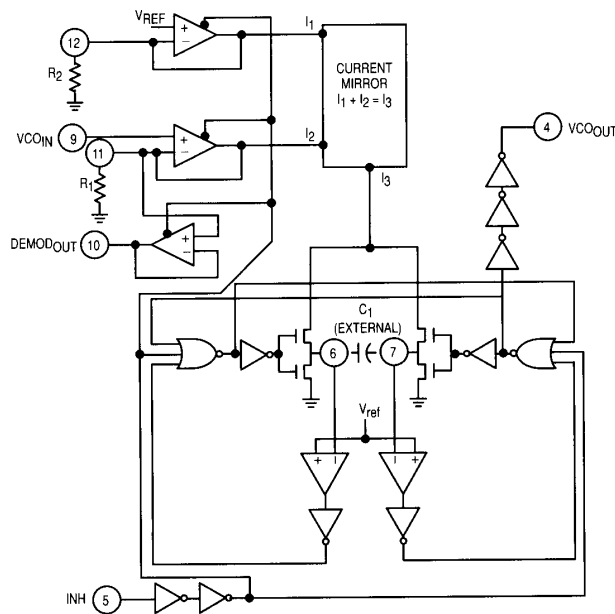 VREF
I1
12
R2
CURRENT
MIRROR
I1 + I2 = I3
VCOIN
9
11
I2
4
VCOOUT
R1
I3
DEMODOUT
10
C1
(EXTERNAL)
6
7
Vref
INH
5